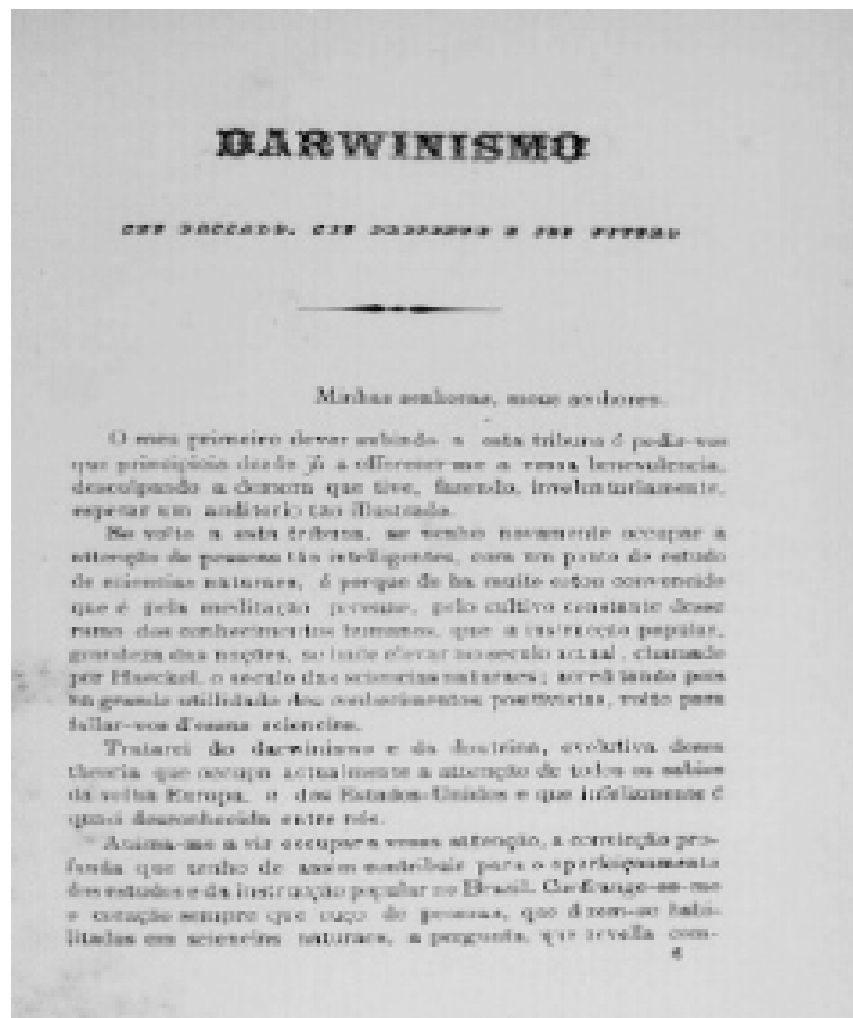 DARWINISMO
SEU PASSADO, SEU PRESENTE E SEU FUTURO
Minhas senhoras, meus senhores.
O meu primeiro dever subindo a esta tribuna é pedir-vos
que principieis desde já a offerecer-me a vossa benevolencia,
desculpando a demora que tive, fazendo, involuntariamente,
esperar um auditorio tão illustrado.
Se volto a esta tribuna, se venho novamente occupar a
attenção de pessoas tão intelligentes, com um ponto de estudo
de sciencias naturaes, é porque de ha muito estou convencido
que é pela meditação pelo cultivo constante desse
ramo dos conhecimentos humanos, que a instrucção popular,
grandeza das nações, se hade elevar no seculo actual, chamado
por Haeckel, o seculo das sciencias naturaes; acreditando pois
na grande utilidade dos conhecimentos positivistas, volto para
fallar-vos d'essas sciencias.
Tratarei do darwinismo e da doutrina, evolutiva dessa
theoria que occupa actualmente a attenção de todos os sabios
da velha Europa, e dos Estados-Unidos e que infelizmente é
quasi desconhecida entre nós.
Anima-me a vir occupar a vossa attenção, a convicção pro-
funda que tenho de assim contribuir para o aperfeiçoamento
dos estudos e da instrucção popular no Brasil. Confrange-se-me
o coração sempre que ouço de pessoas, que dizem-se habi-
litadas em sciencias naturaes, a pergunta, que revella com-